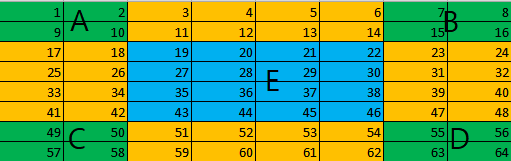 1 2 3 4 5 6 7 8
A B
9 10 11 12 13 14 15 16
17 18 19 20 21 22 23 24
25 26 27 28 29 30 31 32
E
33 34 35 36 37 38 39 40
41 42 43 44 45 46 47 48
49 50 51 52 53 54 55 56
C D
57 58 59 60 61 62 63 64